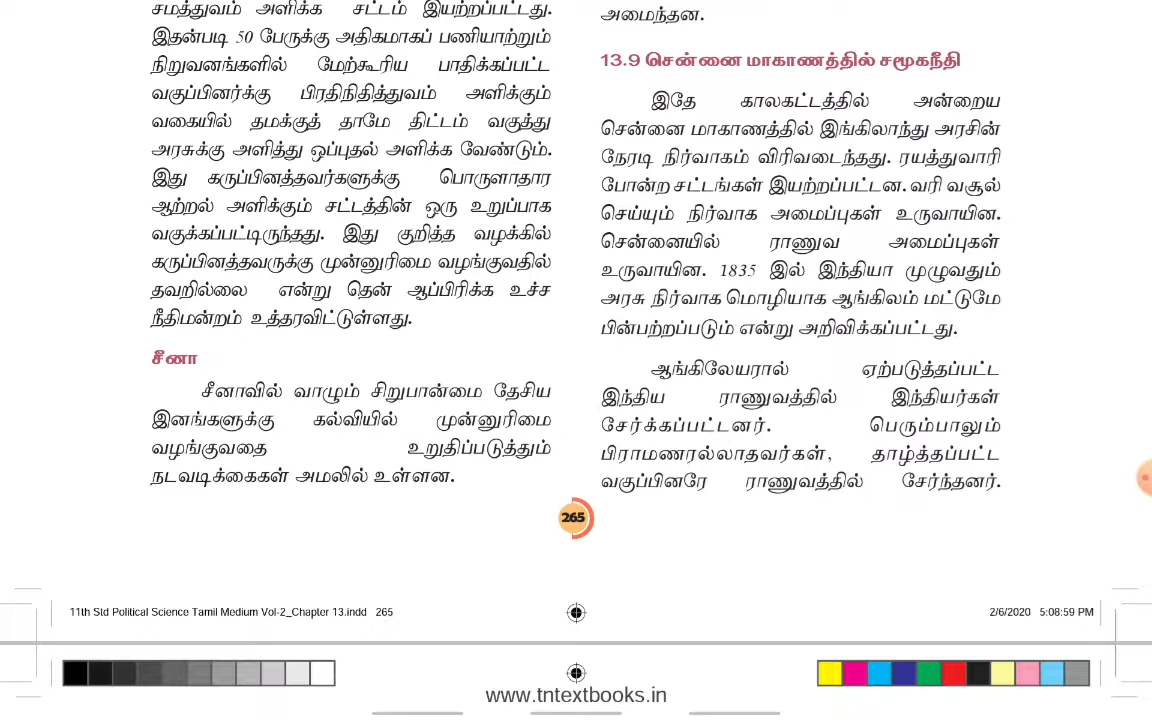 சமத்துவம் அளிக்க சட்டம் இயற்றப்பட்டது.
இதன்படி 50 பேருக்கு அதிகமாகப் பணியாற்றும்
நிறுவனங்களில் மேற்கூரிய பாதிக்கப்பட்ட
வகுப்பினர்க்கு பிரதிநிதித்துவம் அளிக்கும்
வகையில் தமக்குத் தாமே திட்டம் வகுத்து
அரசுக்கு அளித்து ஒப்புதல் அளிக்க வேண்டும்.
இது கருப்பினத்தவர்களுக்கு பொருளாதார
ஆற்றல் அளிக்கும் சட்டத்தின் ஒரு உறுப்பாக
வகுக்கப்பட்டிருந்தது. இது குறித்த வழக்கில்
கருப்பினத்தவருக்கு முன்னுரிமை வழங்குவதில்
தவறில்லை என்று தென் ஆப்பிரிக்க உச்ச
நீதிமன்றம் உத்தரவிட்டுள்ளது.
சீனா
சீனாவில் வாழும் சிறுபான்மை தேசிய
இனங்களுக்கு கல்வியில் முன்னுரிமை
வழங்குவதை உறுதிப்படுத்தும்
நடவடிக்கைகள் அமலில் உள்ளன.
அமைந்தன.
13.9 சென்னை மாகாணத்தில் சமூகநீதி
இதே காலகட்டத்தில் அன்றைய
சென்னை மாகாணத்தில் இங்கிலாந்து அரசின்
நேரடி நிர்வாகம் விரிவடைந்தது. ரயத்துவாரி
போன்ற சட்டங்கள் இயற்றப்பட்டன. வரி வசூல்
செய்யும் நிர்வாக அமைப்புகள் உருவாயின.
சென்னையில் ராணுவ அமைப்புகள்
உருவாயின. 1835 இல் இந்தியா முழுவதும்
அரசு நிர்வாக மொழியாக ஆங்கிலம் மட்டுமே
பின்பற்றப்படும் என்று அறிவிக்கப்பட்டது.
ஆங்கிலேயரால் ஏற்படுத்தப்பட்ட
இந்திய ராணுவத்தில் இந்தியர்கள்
சேர்க்கப்பட்டனர். பெரும்பாலும்
பிராமணரல்லாதவர்கள், தாழ்த்தப்பட்ட
வகுப்பினரே ராணுவத்தில் சேர்ந்தனர்.
265
11th Std Political Science Tamil Medium Vol-2_Chapter 13.indd 265
2/6/2020 5:08:59 PM
www.tntextbooks.in